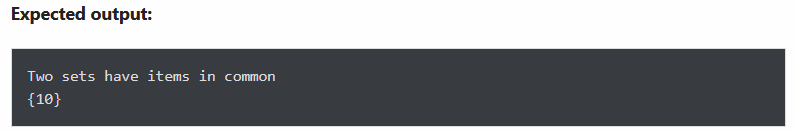 Expected output:
Two sets have items in common
{10}